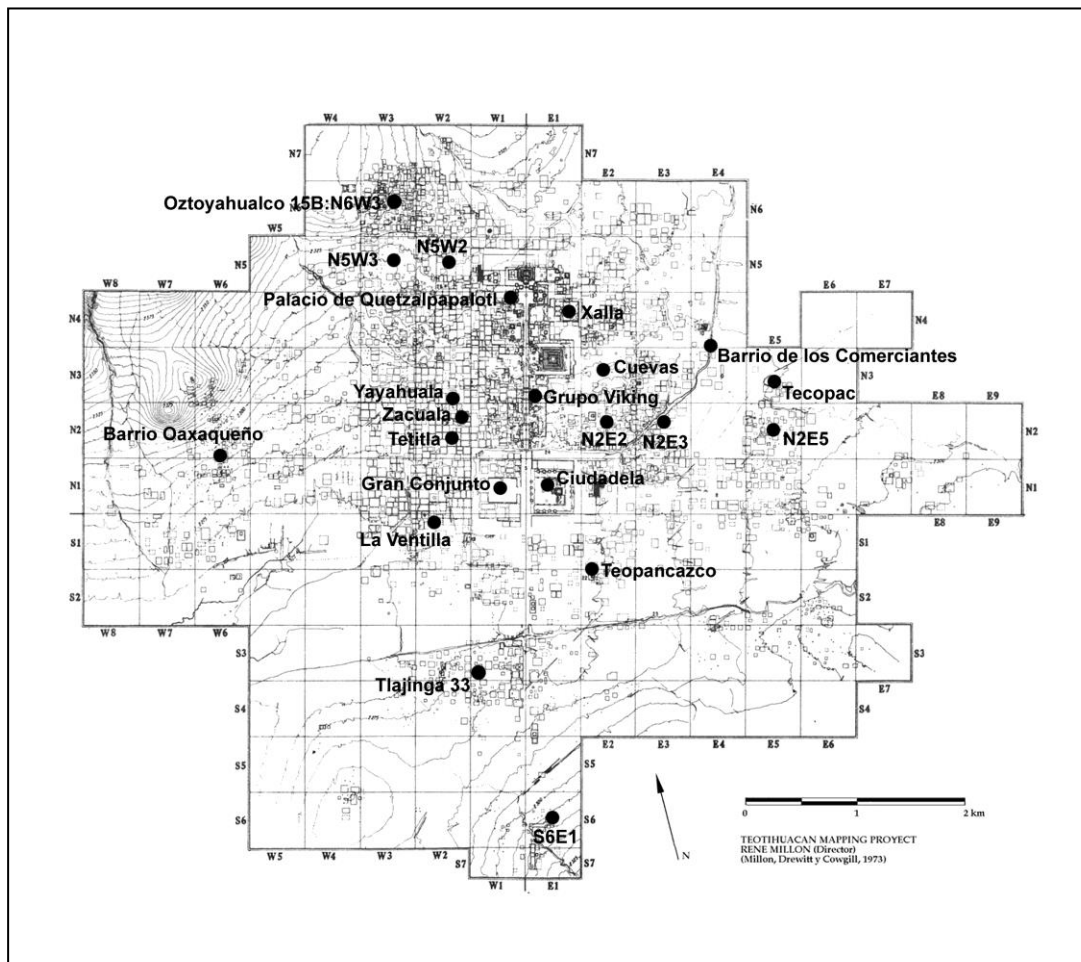 W4 W3 W2 W1 E1
N7 N7
E2 E3 E4
Oztoyahualco 15B:N6W3
N6 N6
W5
N5W3 N5W2
N5 N5
W8 W7 W6
E6 E7
Palacio de Quetzalpapalotl
Xalla
N4 N4
E5
Barrio de los Comerciantes
Cuevas
Tecopac
N3 N3
Yayahuala
Grupo Viking
E8 E9
Zacuala
Barrio Oaxaqueño
Tetitla
N2E2 N2E3 N2E5
N2 N2
Gran Conjunto
Ciudadela
N1 N1
La Ventilla
E8 E9
S1 S1
Teopancazco
S2 S2
W8 W7 W6
S3 S3
Tlajinga 33
E7
S4 S4
E2 E3 E4 E5 E6
S5 S5
S6 S6
S6E1
W5 W4 W3 W2 S7 S7
W1 E1
N
0 1 2 km
TEOTIHUACAN MAPPING PROYECT
RENE MILLON (Director)
(Millon, Drewitt y Cowgill, 1973)